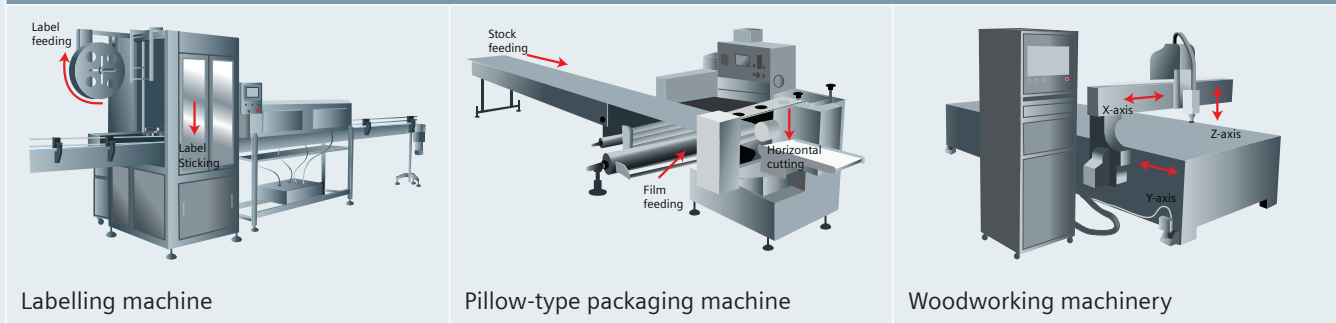 Label
feeding
Label
Sticking
Labelling machine
Stock
feeding
Horizontal
cutting
Film
feeding
Pillow-type packaging machine
X-axis
Z-axis
Y-axis
Woodworking machinery